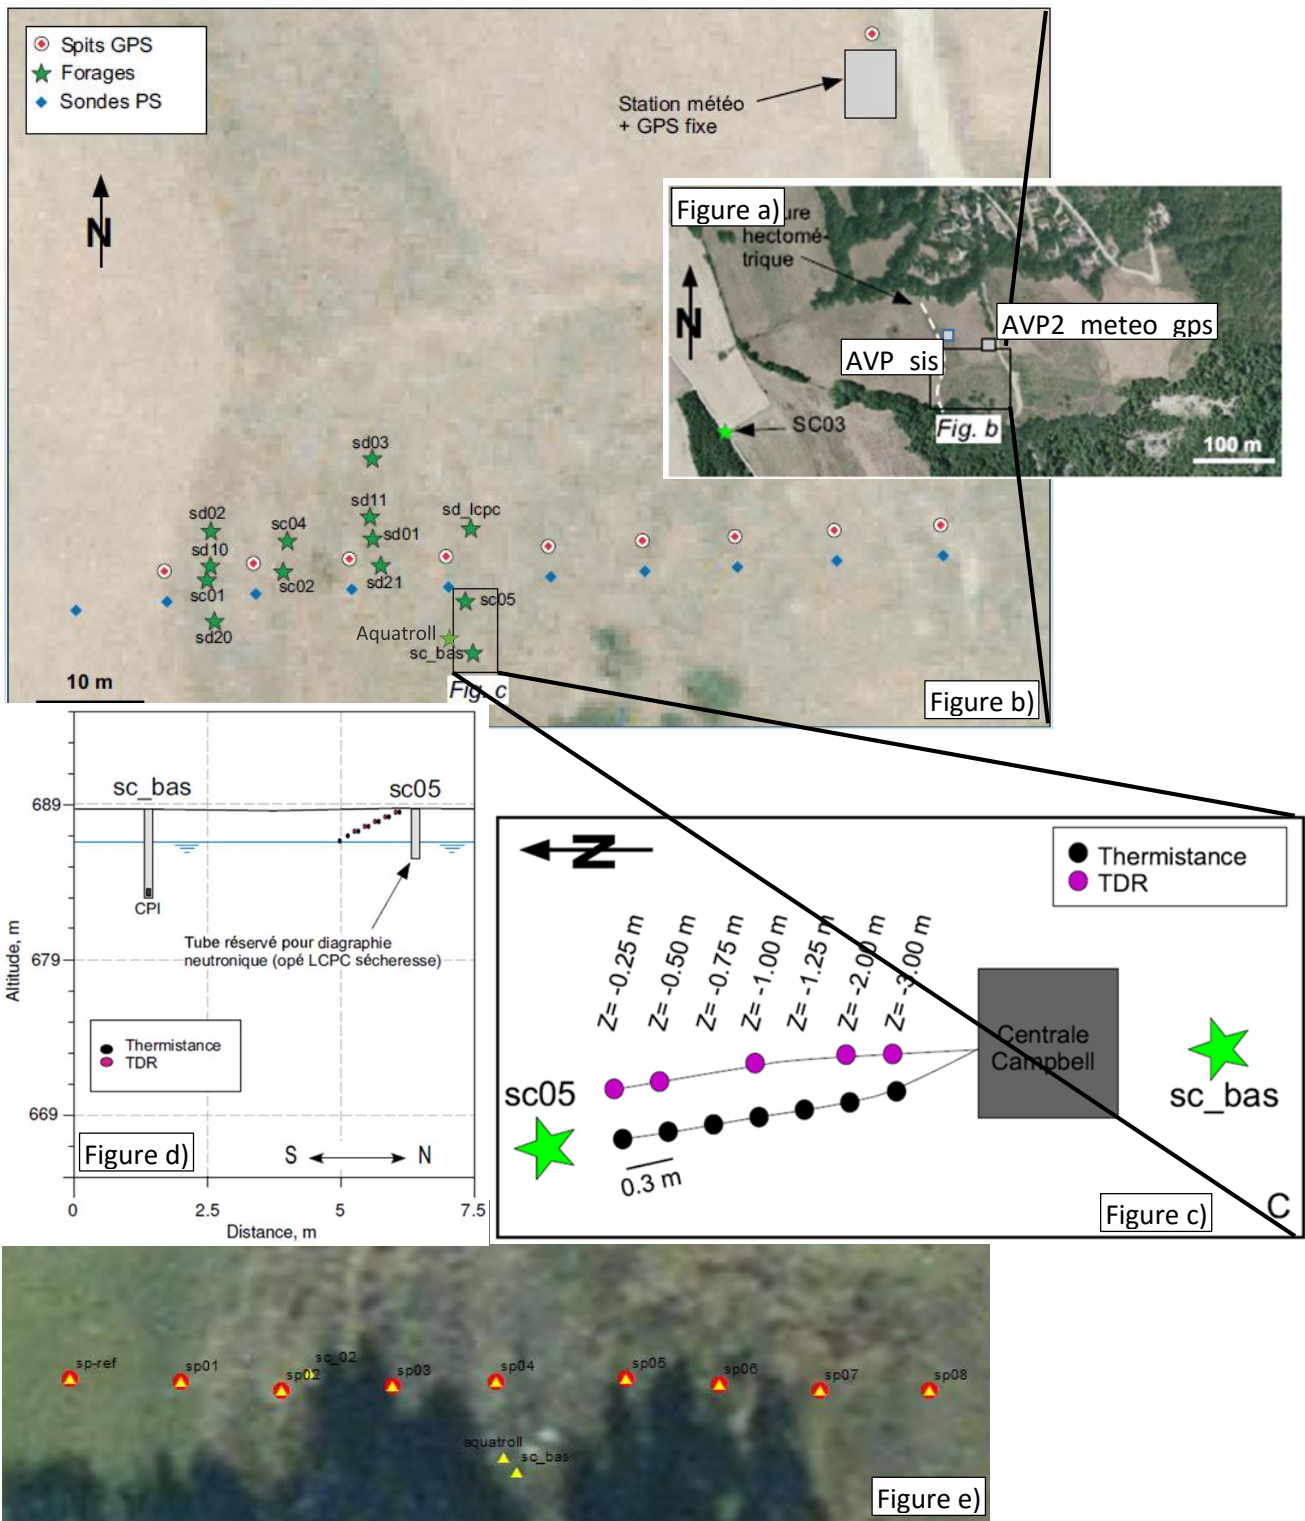 Spits GPS
Forages
Sondes PS
Station météo
+ GPS fixe
N
Figure a)
ure
hectomé-
trique
N
AVP2 meteo gps
AVP sis
SC03
Fig. b
100 m
sd03
sd02
sc04
sd11
sd_lcpc
sd10
sd01
sc01
sc02
sd21
sc05
sd20
Aquatroll
sc_bas
10 m
Fig. c
Figure b)
sc_bas
sc05
689
CPI
Tube réservé pour diagraphie
neutronique (opé LCPC sécheresse)
679
Altitude, m
Thermistance
TDR
669
Figure d)
S
N
0
2.5
5
7.5
Distance, m
N
Thermistance
TDR
Z= -0.25 m
Z= -0.50 m
Z= -0.75 m
Z= -1.00 m
Z= -1.25 m
Z= -2.00 m
Z= -3.00 m
Centrale
Campbell
sc05
sc_bas
0.3 m
Figure c)
C
sp-ref
sp01
sc_02
sp02
sp03
sp04
sp05
sp06
sp07
sp08
aquatroll
sc_bas
Figure e)